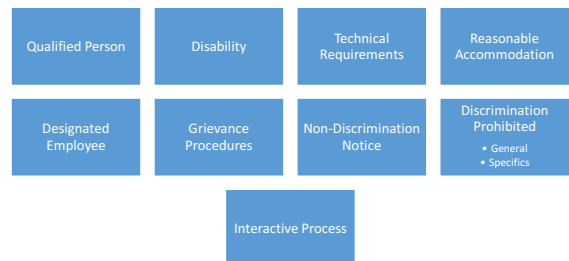 Qualified Person
Disability
Technical
Requirements
Reasonable
Accommodation
Designated
Employee
Grievance
Procedures
Non-Discrimination
Notice
Discrimination
Prohibited
• General
• Specifics
Interactive Process